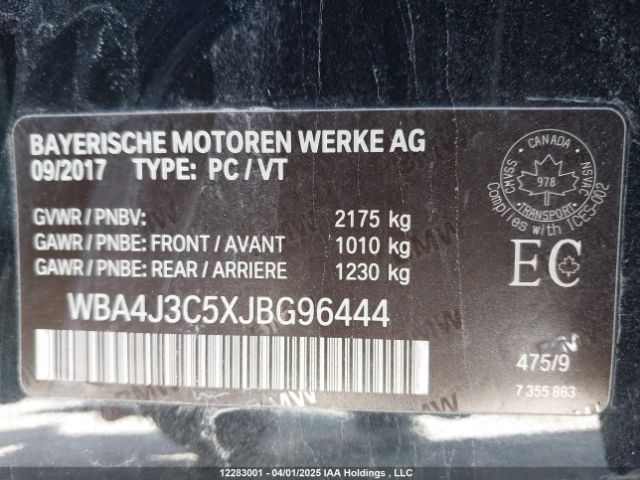 BAYERISCHE MOTOREN WERKE AG
09/2017 TYPE: PC / VT
GVWR / PNBV: 2175 kg
GAWR / PNBE: FRONT / AVANT 1010 kg
GAWR / PNBE: REAR / ARRIERE 1230 kg
WBA4J3C5XJBG96444
CANADA
CMVSS NSVAC
978
TRANSPORT
Complies with ICES-002
EC
475/9
7 355 883
BMW
12283001 - 04/01/2025 IAA Holdings , LLC